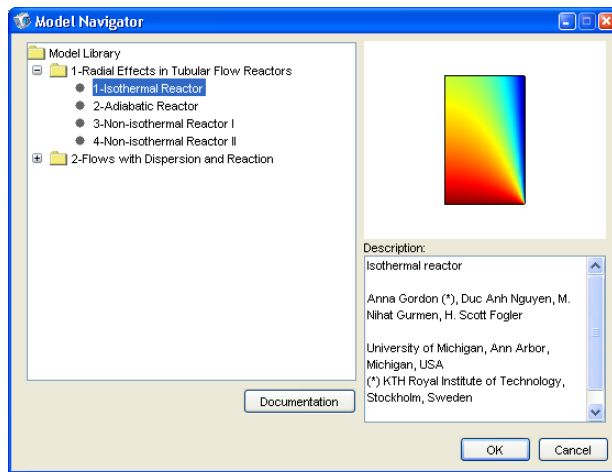 Model Navigator
Model Library
1-Radial Effects in Tubular Flow Reactors
1-Isothermal Reactor
2-Adiabatic Reactor
3-Non-isothermal Reactor I
4-Non-isothermal Reactor II
2-Flows with Dispersion and Reaction
Documentation
Description:
Isothermal reactor
Anna Gordon (*), Duc Anh Nguyen, M.
Nihat Gurmen, H. Scott Fogler
University of Michigan, Ann Arbor,
Michigan, USA
(*) KTH Royal Institute of Technology,
Stockholm, Sweden
OK
Cancel